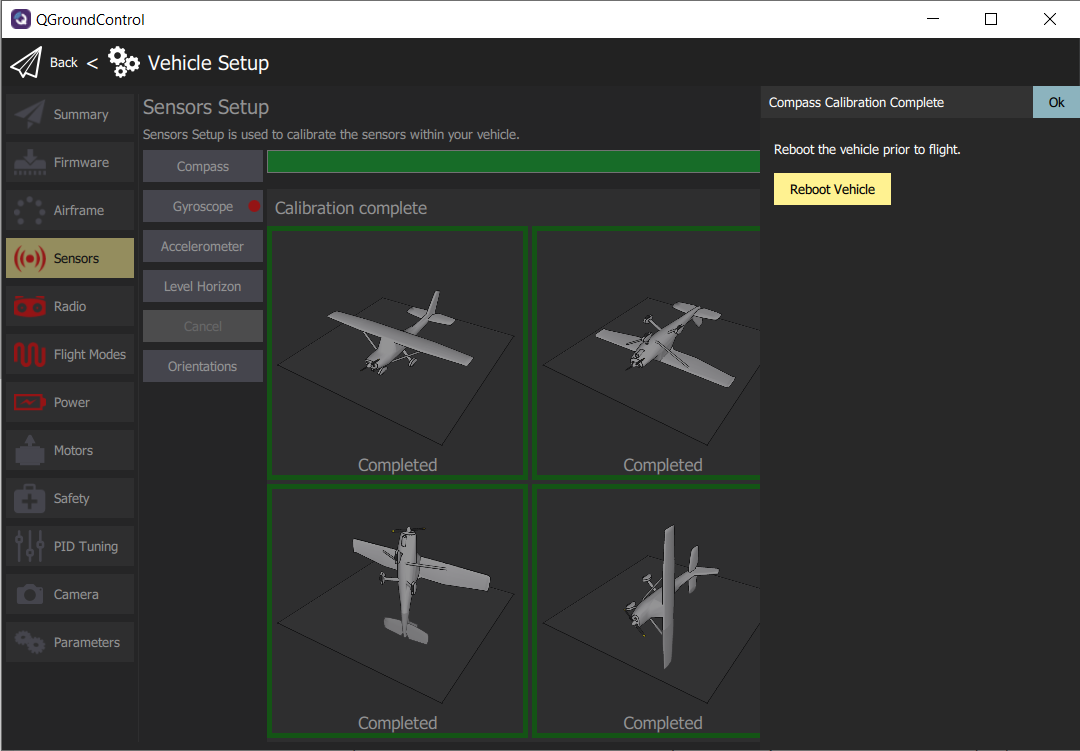 QGroundControl
Back < Vehicle Setup
Summary
Firmware
Airframe
Sensors
Radio
Flight Modes
Power
Motors
Safety
PID Tuning
Camera
Parameters
Sensors Setup
Sensors Setup is used to calibrate the sensors within your vehicle.
Compass
Gyroscope
Accelerometer
Level Horizon
Cancel
Orientations
Calibration complete
Completed
Completed
Completed
Completed
Compass Calibration Complete
Ok
Reboot the vehicle prior to flight.
Reboot Vehicle